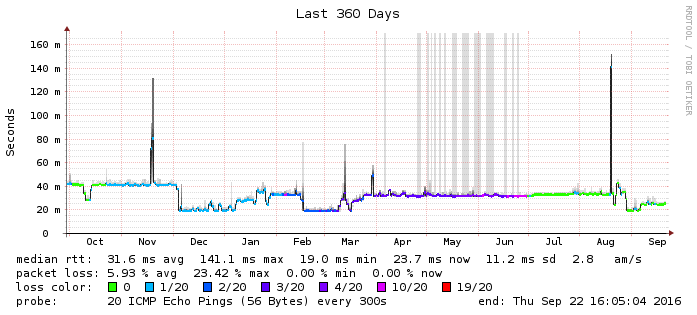 Last 360 Days
RRDTOOL / TOBI OETIKER
Seconds
160 m
140 m
120 m
100 m
80 m
60 m
40 m
20 m
0
Oct Nov Dec Jan Feb Mar Apr May Jun Jul Aug Sep
median rtt: 31.6 ms avg 141.1 ms max 19.0 ms min 23.7 ms now 11.2 ms sd 2.8 am/s
packet loss: 5.93 % avg 23.42 % max 0.00 % min 0.00 % now
loss color: 0 1/20 2/20 3/20 4/20 10/20 19/20
probe: 20 ICMP Echo Pings (56 Bytes) every 300s end: Thu Sep 22 16:05:04 2016